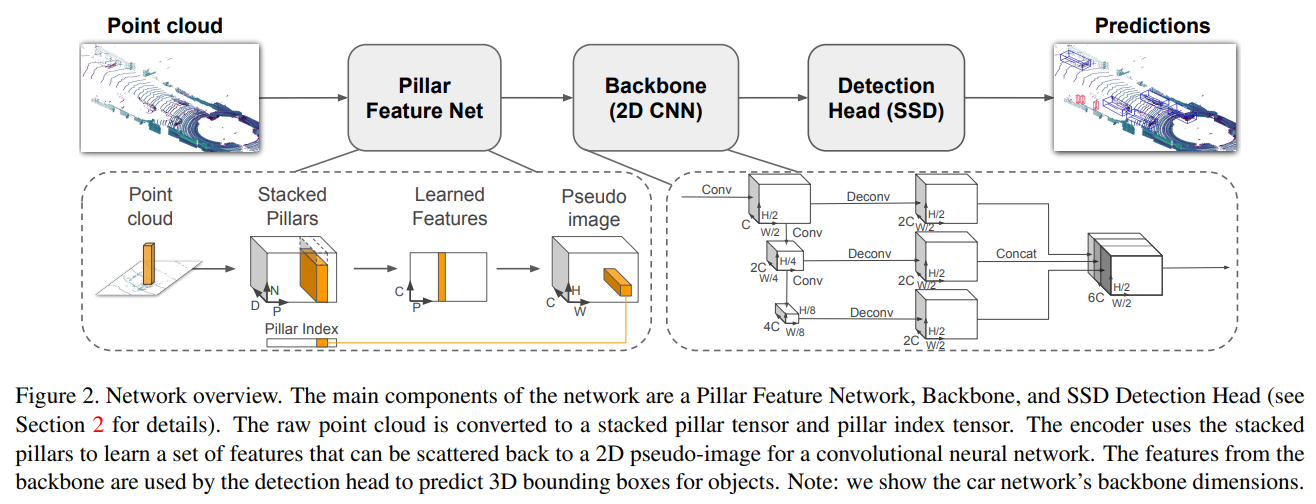 Point cloud
Predictions
Pillar
Feature Net
Backbone
(2D CNN)
Detection
Head (SSD)
Point
cloud
Stacked
Pillars
Learned
Features
Pseudo
image
D
P
N
C
P
C
W
H
Pillar Index
Conv
C
W/2
H/2
Conv
2C
W/4
H/4
Conv
4C
W/8
H/8
Deconv
2C
W/2
H/2
Deconv
2C
W/2
H/2
Deconv
2C
W/2
H/2
Concat
6C
W/2
H/2
Figure 2. Network overview. The main components of the network are a Pillar Feature Network, Backbone, and SSD Detection Head (see
Section 2 for details). The raw point cloud is converted to a stacked pillar tensor and pillar index tensor. The encoder uses the stacked
pillars to learn a set of features that can be scattered back to a 2D pseudo-image for a convolutional neural network. The features from the
backbone are used by the detection head to predict 3D bounding boxes for objects. Note: we show the car network's backbone dimensions.